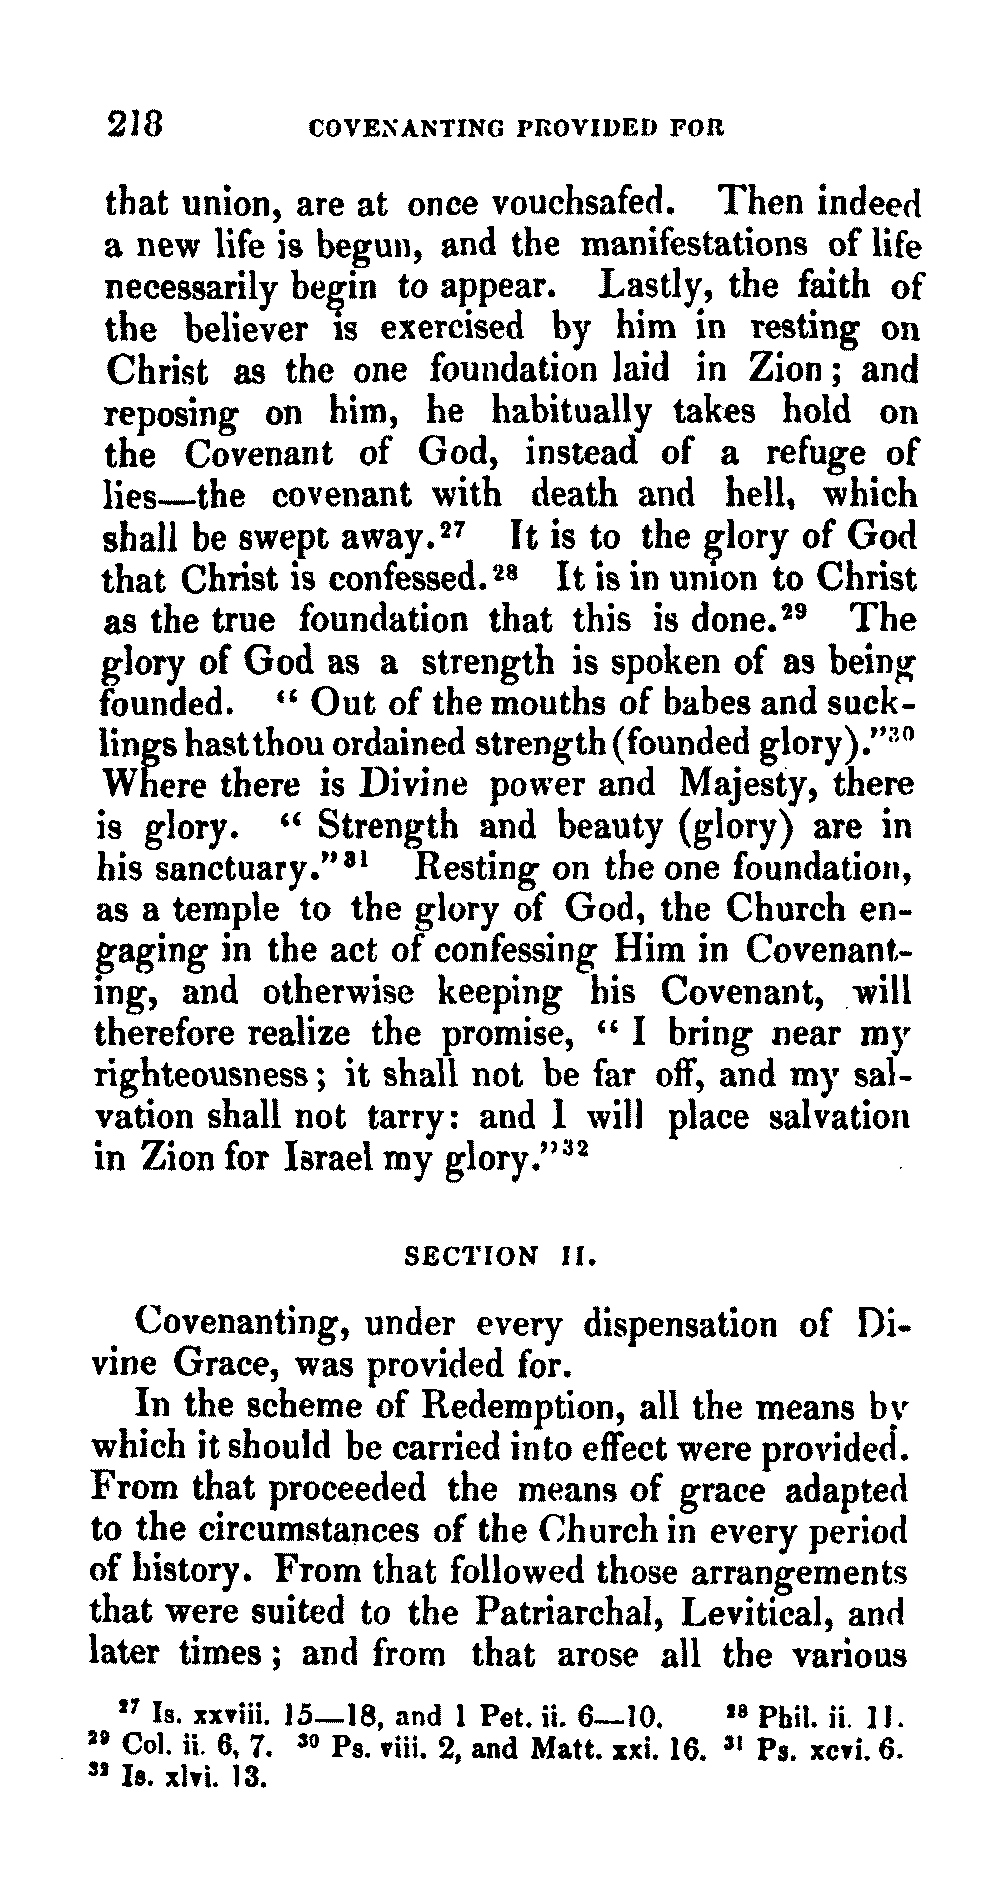 218 COVENANTING PROVIDED FOR
that union, are at once vouchsafed. Then indeed
a new life is begun, and the manifestations of life
necessarily begin to appear. Lastly, the faith of
the believer is exercised by him in resting on
Christ as the one foundation laid in Zion; and
reposing on him, he habitually takes hold on
the Covenant of God, instead of a refuge of
lies—the covenant with death and hell, which
shall be swept away.²⁷ It is to the glory of God
that Christ is confessed.²⁸ It is in union to Christ
as the true foundation that this is done.²⁹ The
glory of God as a strength is spoken of as being
founded. “ Out of the mouths of babes and suck-
lings hast thou ordained strength (founded glory).”³⁰
Where there is Divine power and Majesty, there
is glory. “ Strength and beauty (glory) are in
his sanctuary.”³¹ Resting on the one foundation,
as a temple to the glory of God, the Church en-
gaging in the act of confessing Him in Covenant-
ing, and otherwise keeping his Covenant, will
therefore realize the promise, “ I bring near my
righteousness; it shall not be far off, and my sal-
vation shall not tarry: and I will place salvation
in Zion for Israel my glory.”³²
SECTION II.
Covenanting, under every dispensation of Di-
vine Grace, was provided for.
In the scheme of Redemption, all the means by
which it should be carried into effect were provided.
From that proceeded the means of grace adapted
to the circumstances of the Church in every period
of history. From that followed those arrangements
that were suited to the Patriarchal, Levitical, and
later times; and from that arose all the various
²⁷ Is. xxviii. 15—18, and 1 Pet. ii. 6—10. ²⁸ Phil. ii. 11.
²⁹ Col. ii. 6, 7. ³⁰ Ps. viii. 2, and Matt. xxi. 16. ³¹ Ps. xcvi. 6.
³² Is. xlvi. 13.